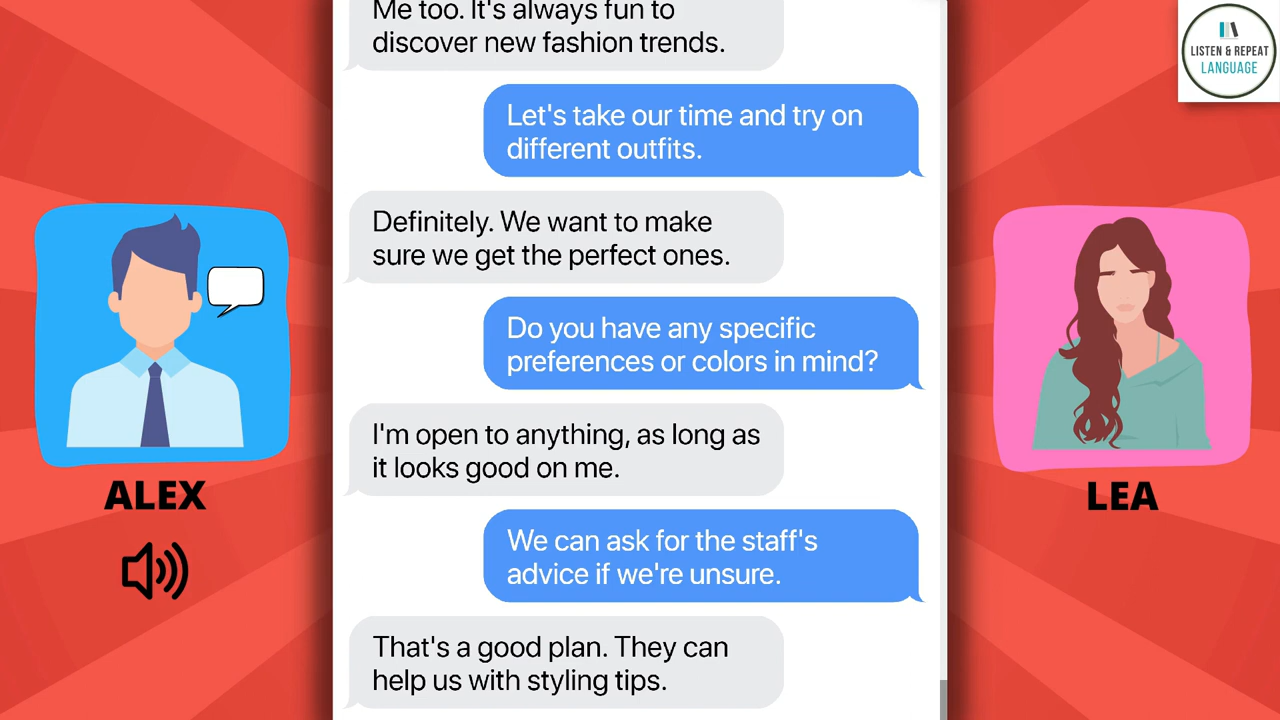 Me too. It's always fun to
discover new fashion trends.
LISTEN & REPEAT
LANGUAGE
Let's take our time and try on
different outfits.
Definitely. We want to make
sure we get the perfect ones.
Do you have any specific
preferences or colors in mind?
I'm open to anything, as long as
it looks good on me.
ALEX
LEA
We can ask for the staff's
advice if we're unsure.
That's a good plan. They can
help us with styling tips.